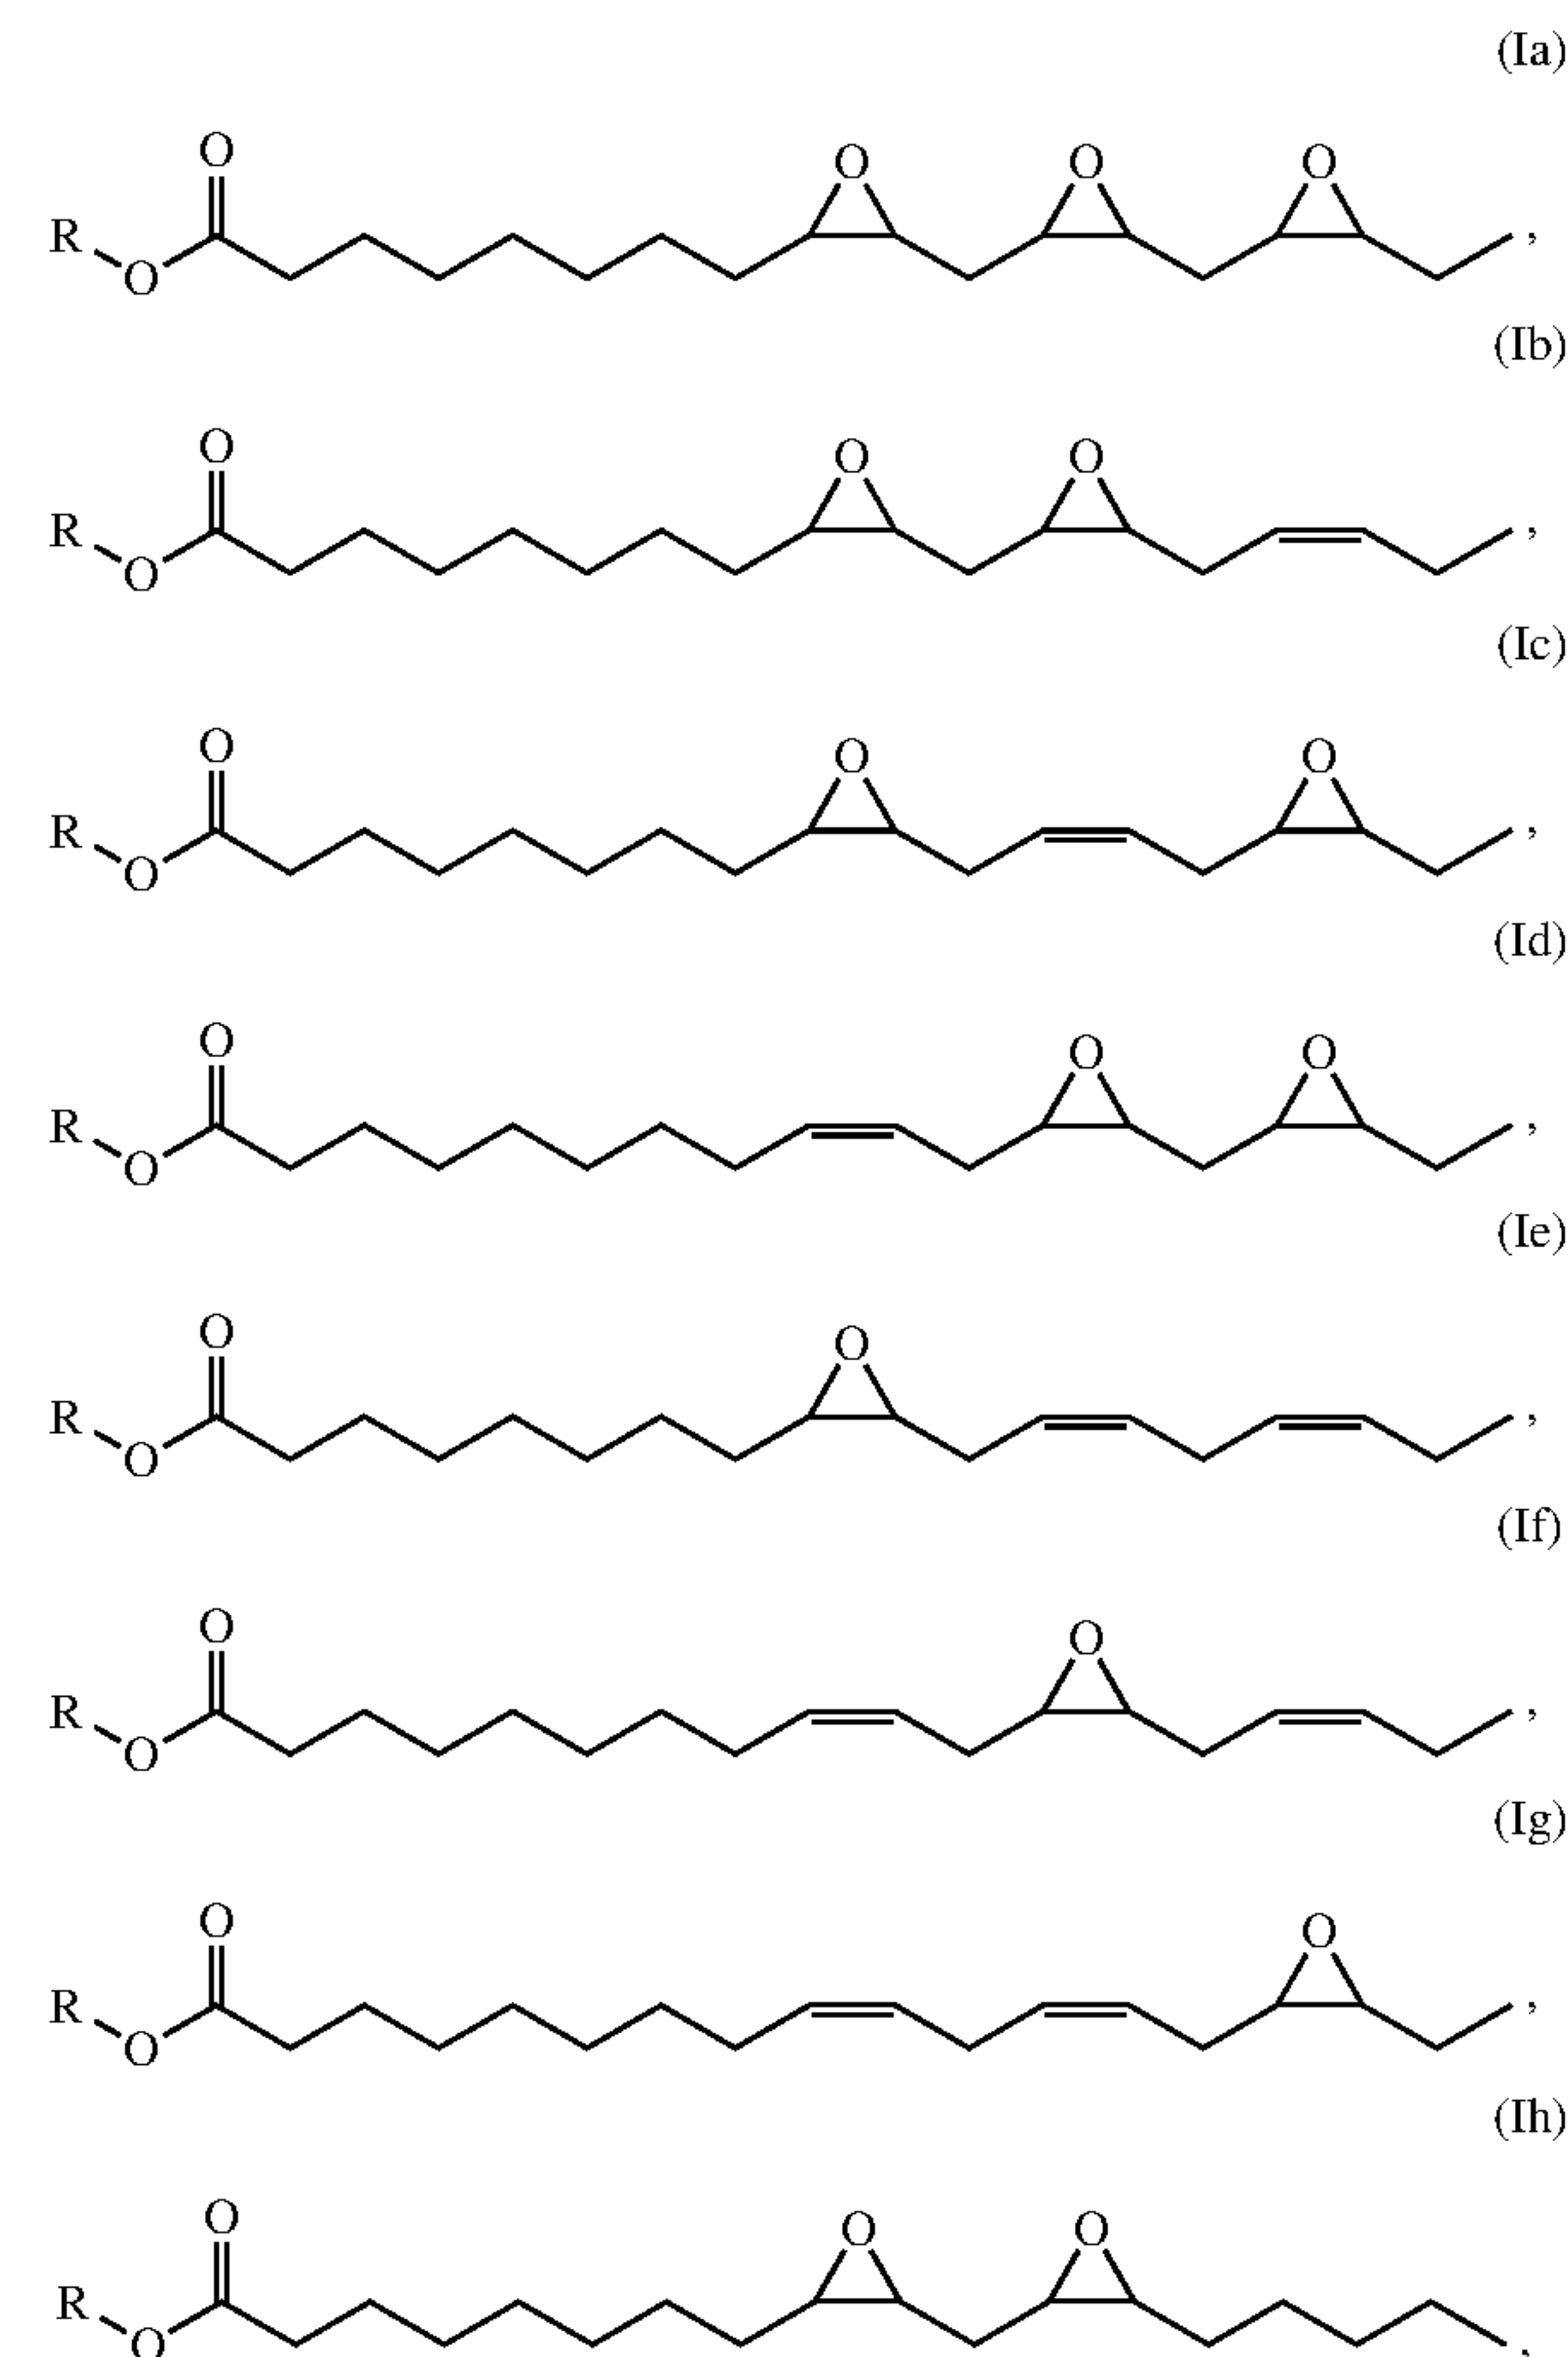 (Ia)
O O O O
R O ,
(Ib)
O O O
R O ,
(Ic)
O O O
R O ,
(Id)
O O O
R O ,
(Ie)
O O
R O ,
(If)
O O
R O ,
(Ig)
O O
R O ,
(Ih)
O O O
R O ,